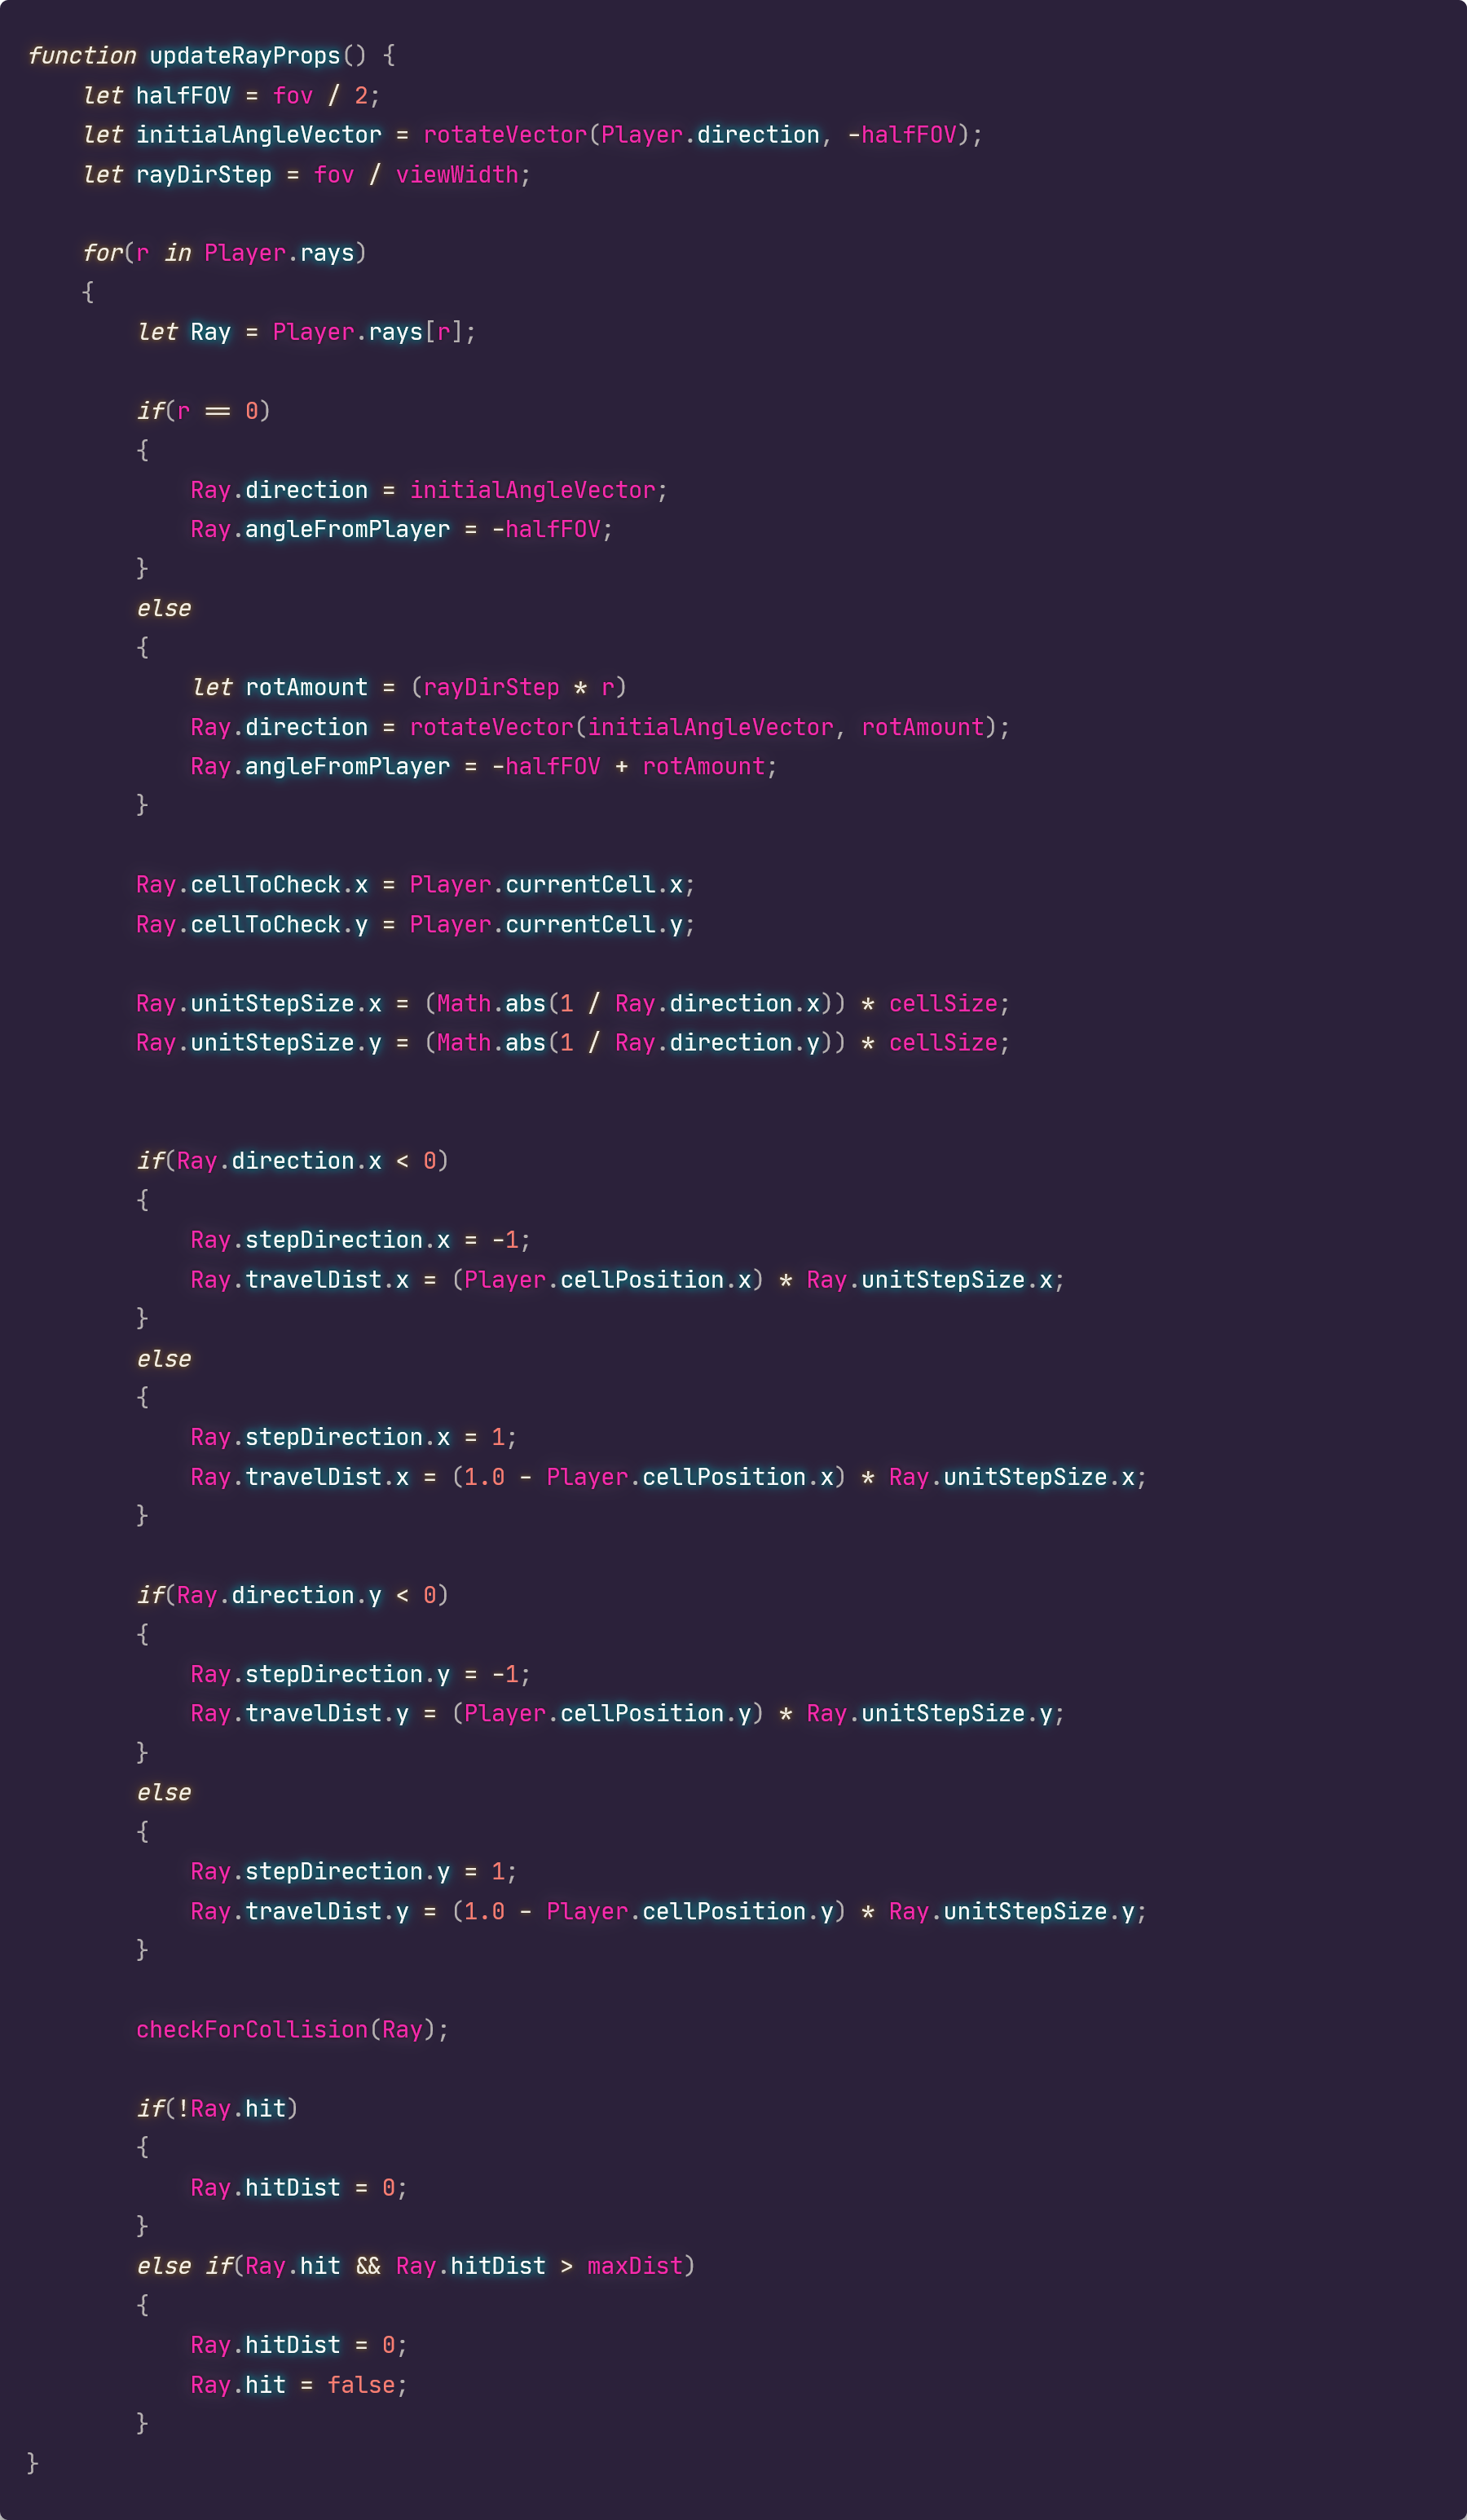 function updateRayProps() {
    let halfFOV = fov / 2;
    let initialAngleVector = rotateVector(Player.direction, -halfFOV);
    let rayDirStep = fov / viewWidth;

    for(r in Player.rays)
    {
        let Ray = Player.rays[r];

        if(r == 0)
        {
            Ray.direction = initialAngleVector;
            Ray.angleFromPlayer = -halfFOV;
        }
        else
        {
            let rotAmount = (rayDirStep * r)
            Ray.direction = rotateVector(initialAngleVector, rotAmount);
            Ray.angleFromPlayer = -halfFOV + rotAmount;
        }

        Ray.cellToCheck.x = Player.currentCell.x;
        Ray.cellToCheck.y = Player.currentCell.y;

        Ray.unitStepSize.x = (Math.abs(1 / Ray.direction.x)) * cellSize;
        Ray.unitStepSize.y = (Math.abs(1 / Ray.direction.y)) * cellSize;


        if(Ray.direction.x < 0)
        {
            Ray.stepDirection.x = -1;
            Ray.travelDist.x = (Player.cellPosition.x) * Ray.unitStepSize.x;
        }
        else
        {
            Ray.stepDirection.x = 1;
            Ray.travelDist.x = (1.0 - Player.cellPosition.x) * Ray.unitStepSize.x;
        }

        if(Ray.direction.y < 0)
        {
            Ray.stepDirection.y = -1;
            Ray.travelDist.y = (Player.cellPosition.y) * Ray.unitStepSize.y;
        }
        else
        {
            Ray.stepDirection.y = 1;
            Ray.travelDist.y = (1.0 - Player.cellPosition.y) * Ray.unitStepSize.y;
        }

        checkForCollision(Ray);

        if(!Ray.hit)
        {
            Ray.hitDist = 0;
        }
        else if(Ray.hit && Ray.hitDist > maxDist)
        {
            Ray.hitDist = 0;
            Ray.hit = false;
        }
}